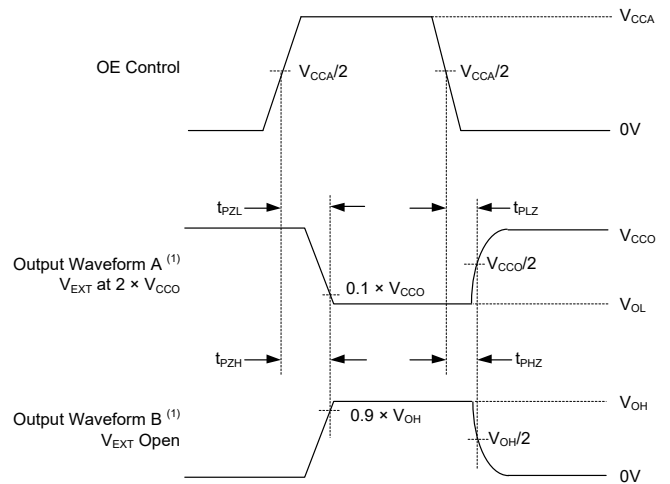 V_CCA
OE Control
V_CCA/2
V_CCA/2
0V
t_PZL
t_PLZ
V_CCO
Output Waveform A (1)
V_EXT at 2 × V_CCO
V_CCO/2
0.1 × V_CCO
V_OL
t_PZH
t_PHZ
V_OH
Output Waveform B (1)
V_EXT Open
0.9 × V_OH
V_OH/2
0V